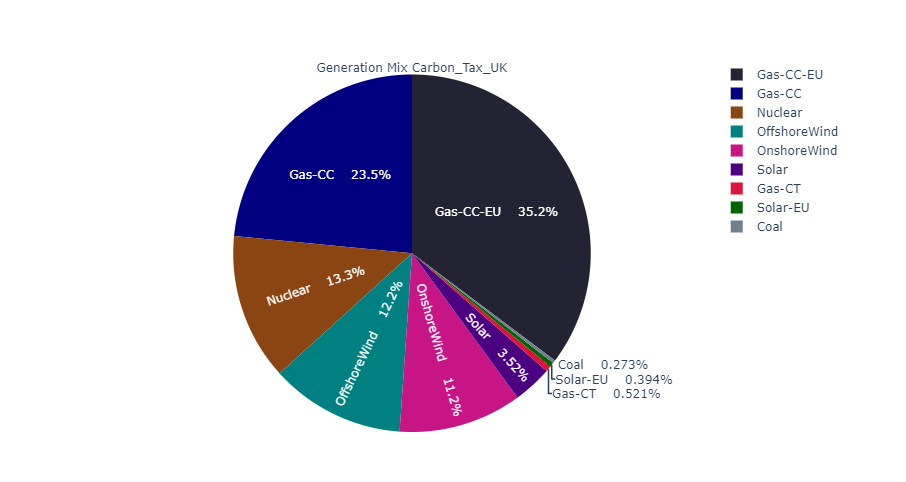 Generation Mix Carbon_Tax_UK
Gas-CC-EU 35.2%
Gas-CC 23.5%
Nuclear 13.3%
OffshoreWind 12.2%
OnshoreWind 11.2%
Solar 3.52%
Coal 0.273%
Solar-EU 0.394%
Gas-CT 0.521%
Gas-CC-EU
Gas-CC
Nuclear
OffshoreWind
OnshoreWind
Solar
Gas-CT
Solar-EU
Coal